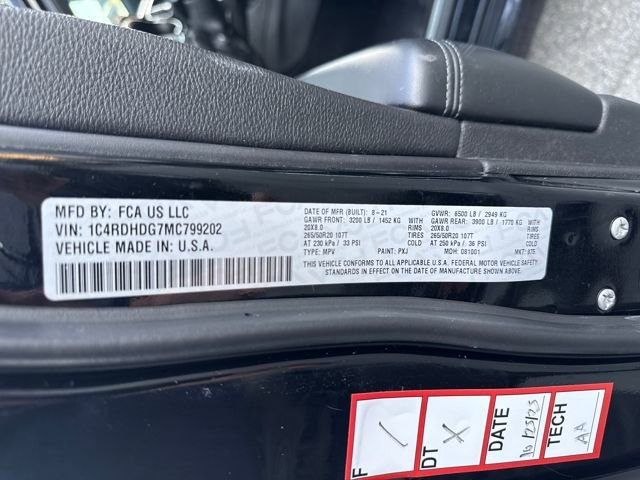 MFD BY: FCA US LLC
VIN: 1C4RDHDG7MC799202
VEHICLE MADE IN U.S.A.
DATE OF MFR (BUILT): 8-21 GVWR: 6500 LB / 2949 KG
GAWR FRONT: 3200 LB / 1452 KG WITH GAWR REAR: 3900 LB / 1770 KG WITH
20X8.0 RIMS 20X8.0 RIMS
265/50R20 107T TIRES 265/50R20 107T TIRES
AT 230 kPa / 33 PSI COLD AT 250 kPa / 36 PSI COLD
TYPE: MPV PAINT: PXJ MDH: 081001 MKT: 875
THIS VEHICLE CONFORMS TO ALL APPLICABLE U.S.A. FEDERAL MOTOR VEHICLE SAFETY
STANDARDS IN EFFECT ON THE DATE OF MANUFACTURE SHOWN ABOVE.
F /
DT X
DATE 10/23/23
TECH AA